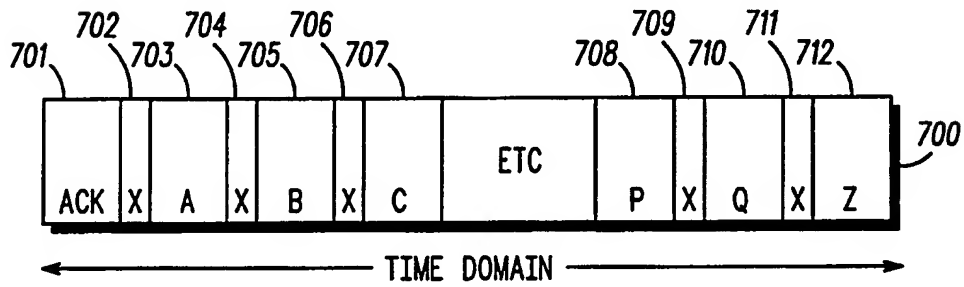 702 704 706 709 711
701 703 705 707 708 710 712
700
ETC
ACK X A X B X C P X Q X Z
TIME DOMAIN